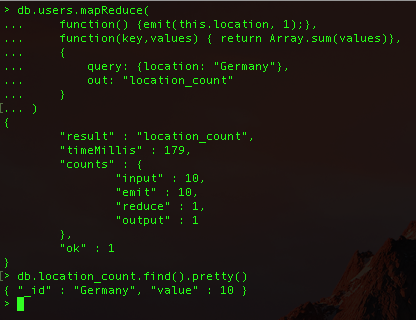 > db.users.mapReduce(
... function() {emit(this.location, 1);},
... function(key,values) { return Array.sum(values)},
... {
... query: {location: "Germany"},
... out: "location_count"
... }
[... )
{
"result" : "location_count",
"timeMillis" : 179,
"counts" : {
"input" : 10,
"emit" : 10,
"reduce" : 1,
"output" : 1
},
"ok" : 1
}
[> db.location_count.find().pretty()
{ "_id" : "Germany", "value" : 10 }
>